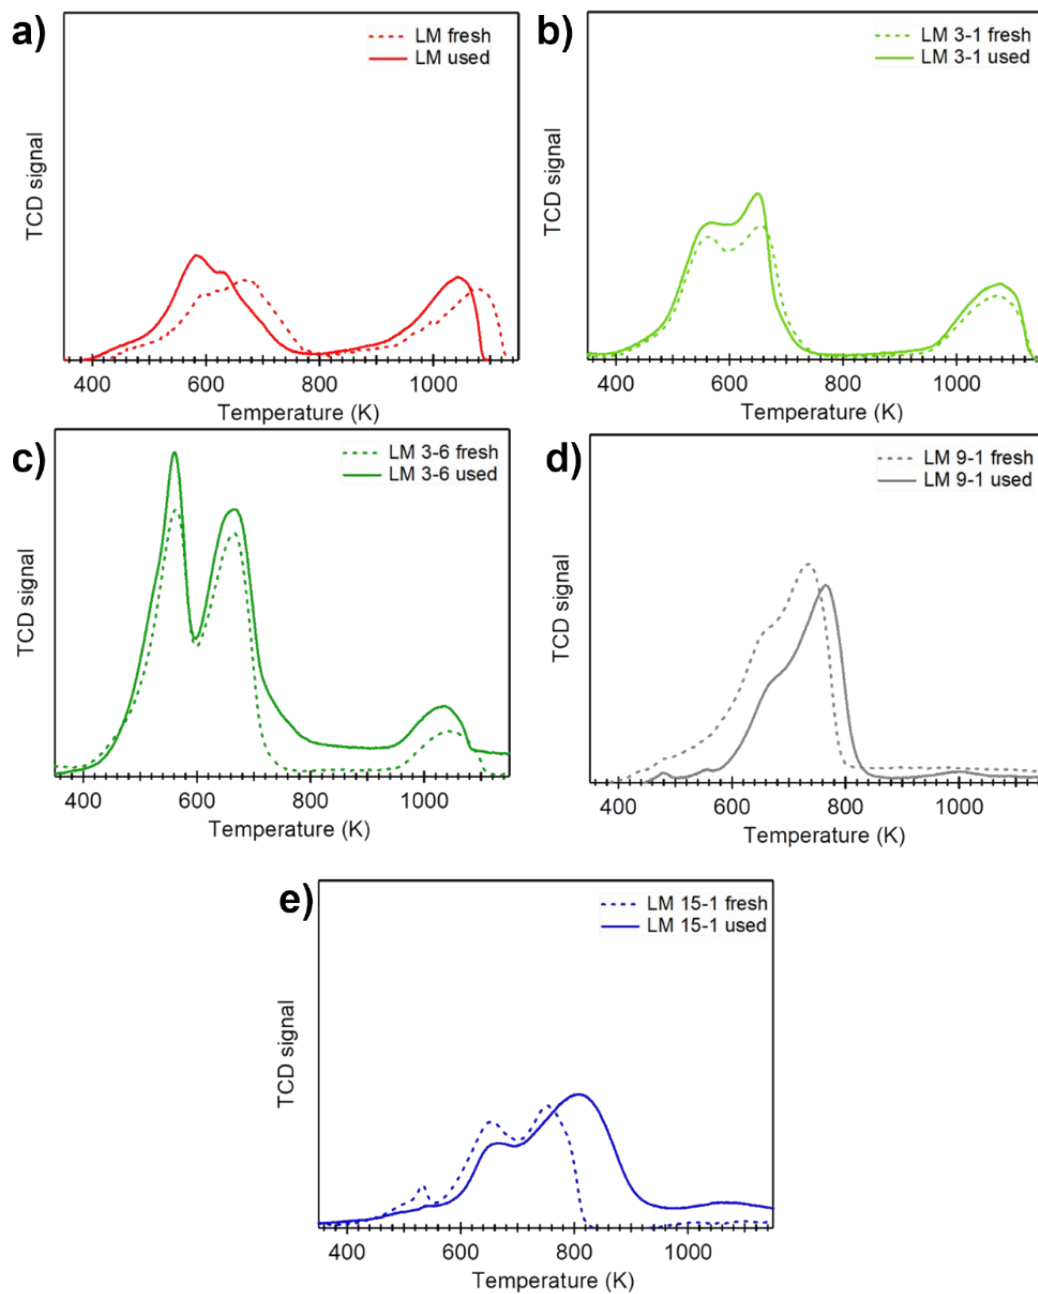 a)
LM fresh
LM used
TCD signal
400 600 800 1000
Temperature (K)
b)
LM 3-1 fresh
LM 3-1 used
TCD signal
400 600 800 1000
Temperature (K)
c)
LM 3-6 fresh
LM 3-6 used
TCD signal
400 600 800 1000
Temperature (K)
d)
LM 9-1 fresh
LM 9-1 used
TCD signal
400 600 800 1000
Temperature (K)
e)
LM 15-1 fresh
LM 15-1 used
TCD signal
400 600 800 1000
Temperature (K)